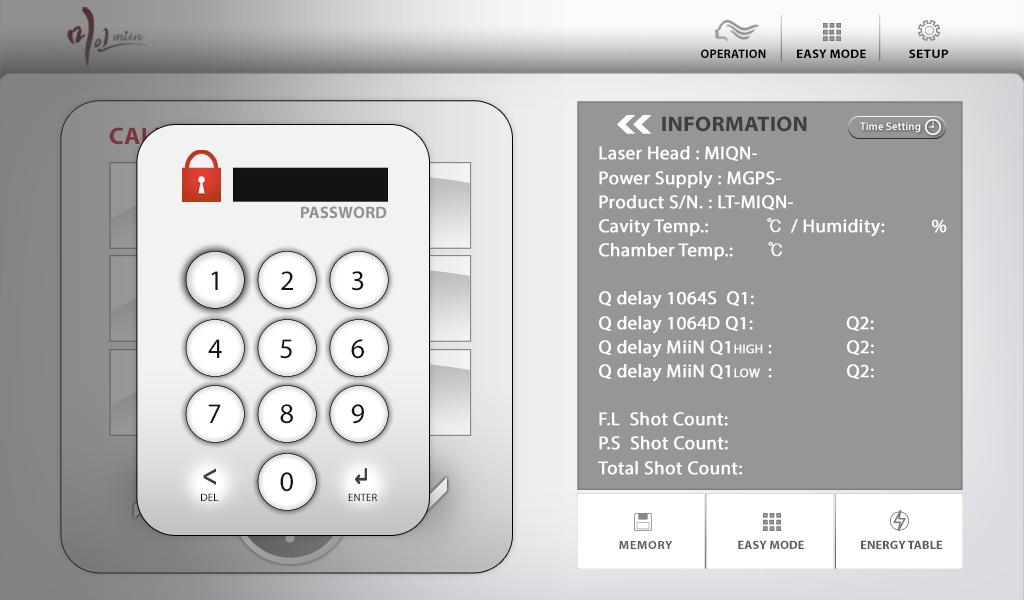 미인 miin
OPERATION
EASY MODE
SETUP
CAL
PASSWORD
1 2 3
4 5 6
7 8 9
< 0 ↵
DEL ENTER
INFORMATION
Time Setting
Laser Head : MIQN-
Power Supply : MGPS-
Product S/N. : LT-MIQN-
Cavity Temp.: ℃ / Humidity: %
Chamber Temp.: ℃
Q delay 1064S Q1:
Q delay 1064D Q1: Q2:
Q delay MiiN Q1HIGH : Q2:
Q delay MiiN Q1LOW : Q2:
F.L Shot Count:
P.S Shot Count:
Total Shot Count:
MEMORY
EASY MODE
ENERGY TABLE